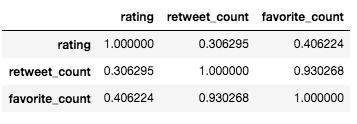 rating retweet_count favorite_count
rating 1.000000 0.306295 0.406224
retweet_count 0.306295 1.000000 0.930268
favorite_count 0.406224 0.930268 1.000000